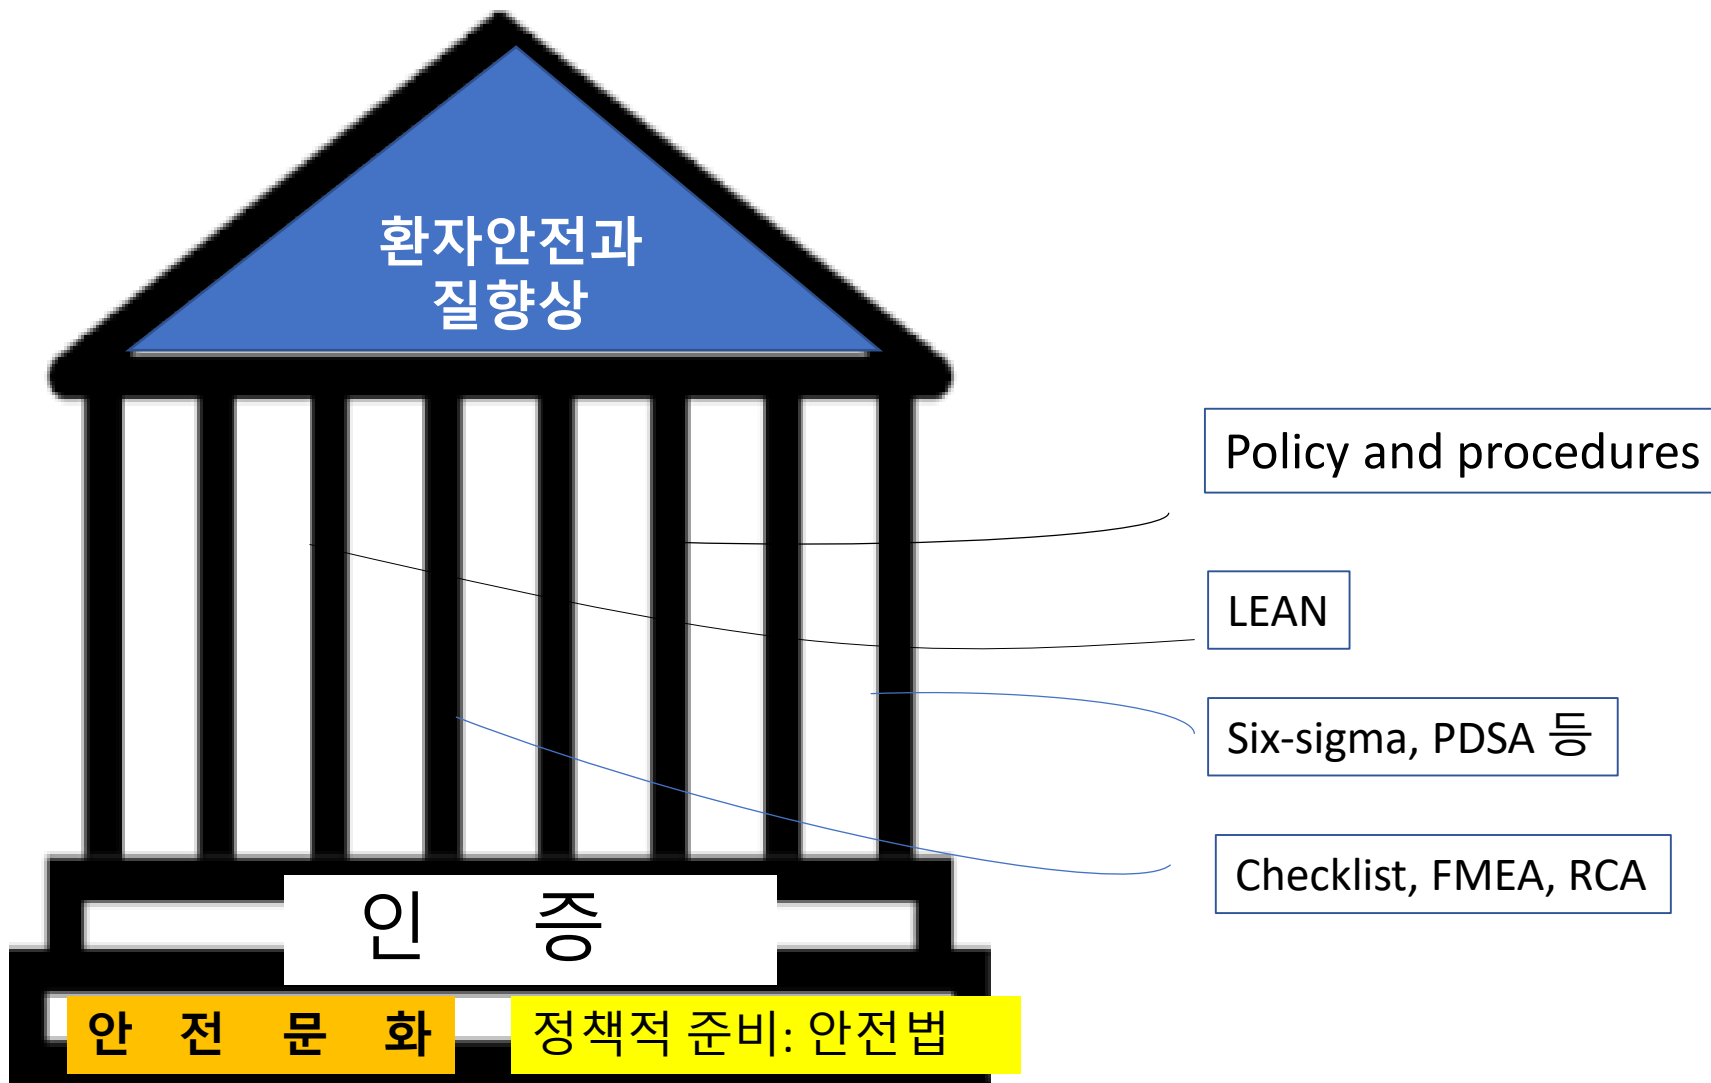 환자안전과
질향상
Policy and procedures
LEAN
Six-sigma, PDSA 등
Checklist, FMEA, RCA
인 증
안 전 문 화
정책적 준비: 안전법